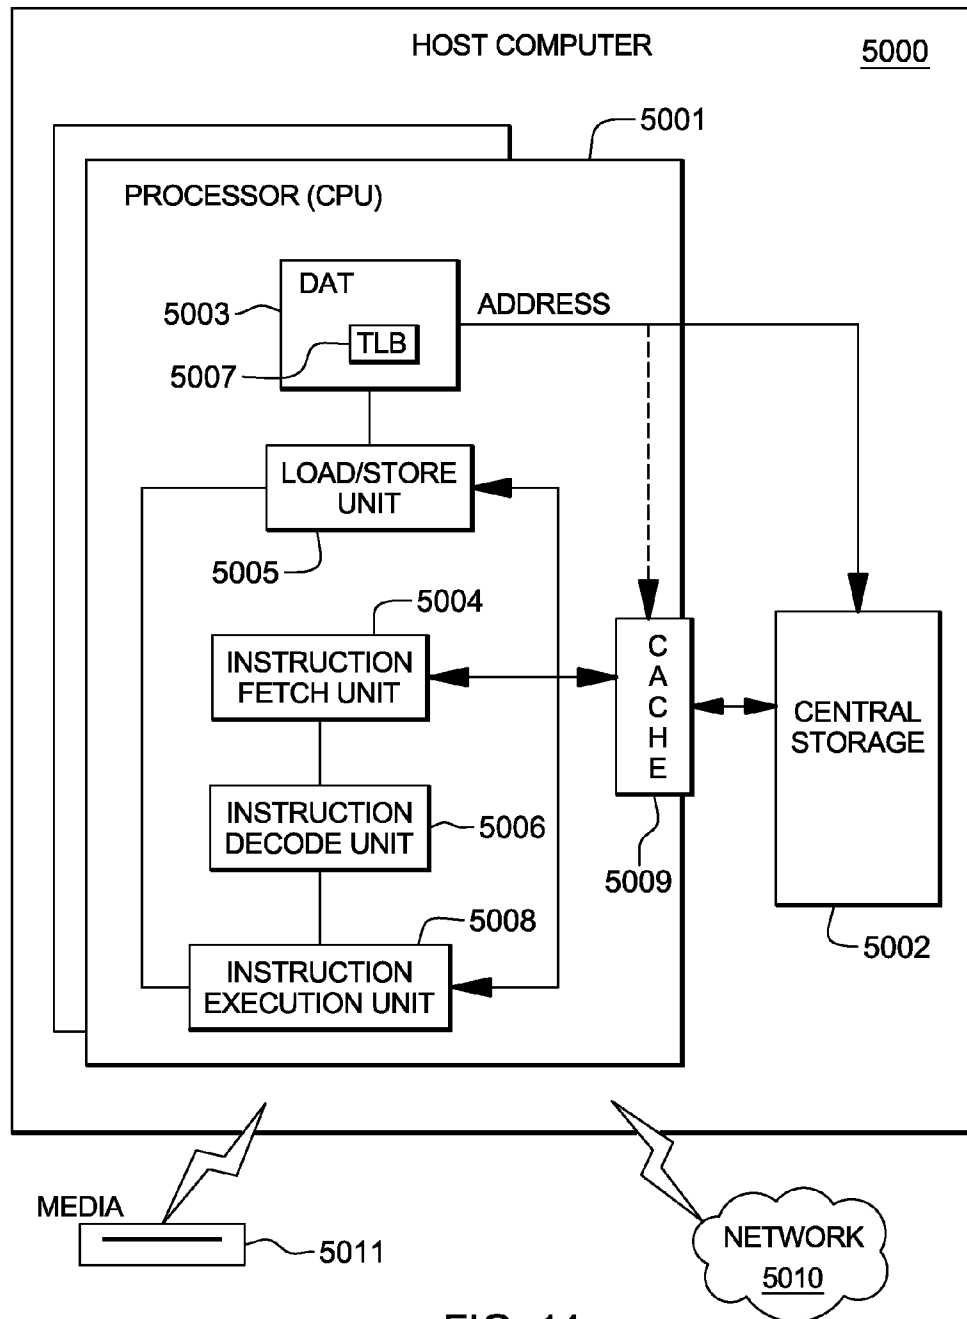 HOST COMPUTER
5000
5001
PROCESSOR (CPU)
DAT
ADDRESS
5003
TLB
5007
LOAD/STORE
UNIT
5005
5004
INSTRUCTION
FETCH UNIT
CACHE
CENTRAL
STORAGE
INSTRUCTION
DECODE UNIT
5006
5009
5008
5002
INSTRUCTION
EXECUTION UNIT
MEDIA
5011
NETWORK
5010